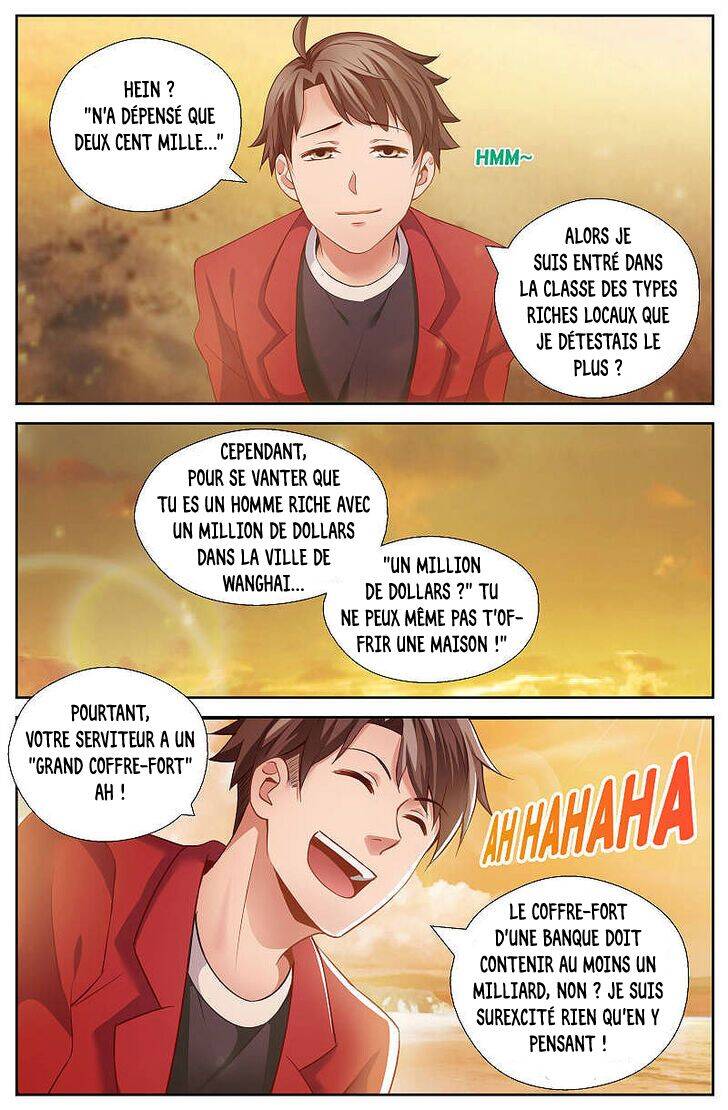 HEIN ?
"N'A DÉPENSÉ QUE
DEUX CENT MILLE..."
HMM~
ALORS JE
SUIS ENTRÉ DANS
LA CLASSE DES TYPES
RICHES LOCAUX QUE
JE DÉTESTAIS LE
PLUS ?
CEPENDANT,
POUR SE VANTER QUE
TU ES UN HOMME RICHE AVEC
UN MILLION DE DOLLARS
DANS LA VILLE DE
WANGHAI...
"UN MILLION
DE DOLLARS ?" TU
NE PEUX MÊME PAS T'OF-
FRIR UNE MAISON !"
POURTANT,
VOTRE SERVITEUR A UN
"GRAND COFFRE-FORT"
AH !
AH HAHAHA
LE COFFRE-FORT
D'UNE BANQUE DOIT
CONTENIR AU MOINS UN
MILLIARD, NON ? JE SUIS
SUREXCITÉ RIEN QU'EN Y
PENSANT !